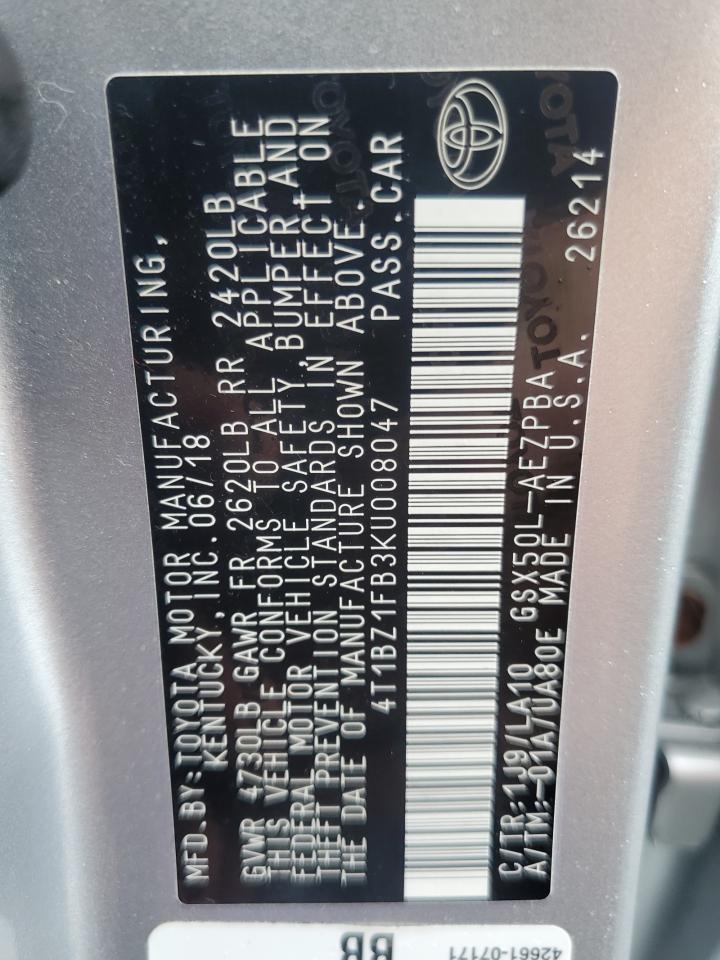 MFD.BY:TOYOTA MOTOR MANUFACTURING,
KENTUCKY,INC.06/18
GVWR 4730LB GAWR FR 2620LB RR 2420LB
THIS VEHICLE CONFORMS TO ALL APPLICABLE
FEDERAL MOTOR VEHICLE SAFETY,BUMPER,AND
THEFT PREVENTION STANDARDS IN EFFECT ON
THE DATE OF MANUFACTURE SHOWN ABOVE.
4T1BZ1FB3KU008047 PASS.CAR
C/TR:1J9/LA10 GSX50L-AEZPBA
A/TM:-01A/UA80E MADE IN U.S.A. 26214
TOYOTA
TOYOTA
BB
42661-07171